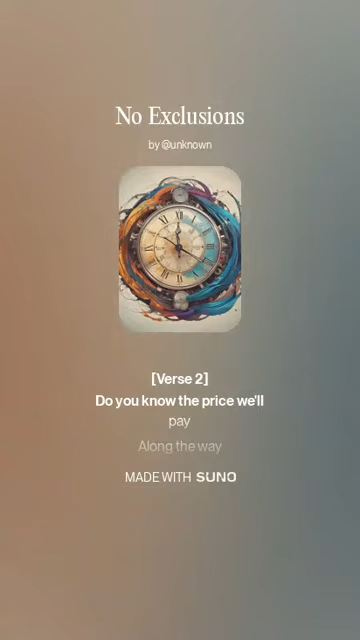 No Exclusions
by @unknown
[Verse 2]
Do you know the price we'll
pay
Along the way
MADE WITH SUNO